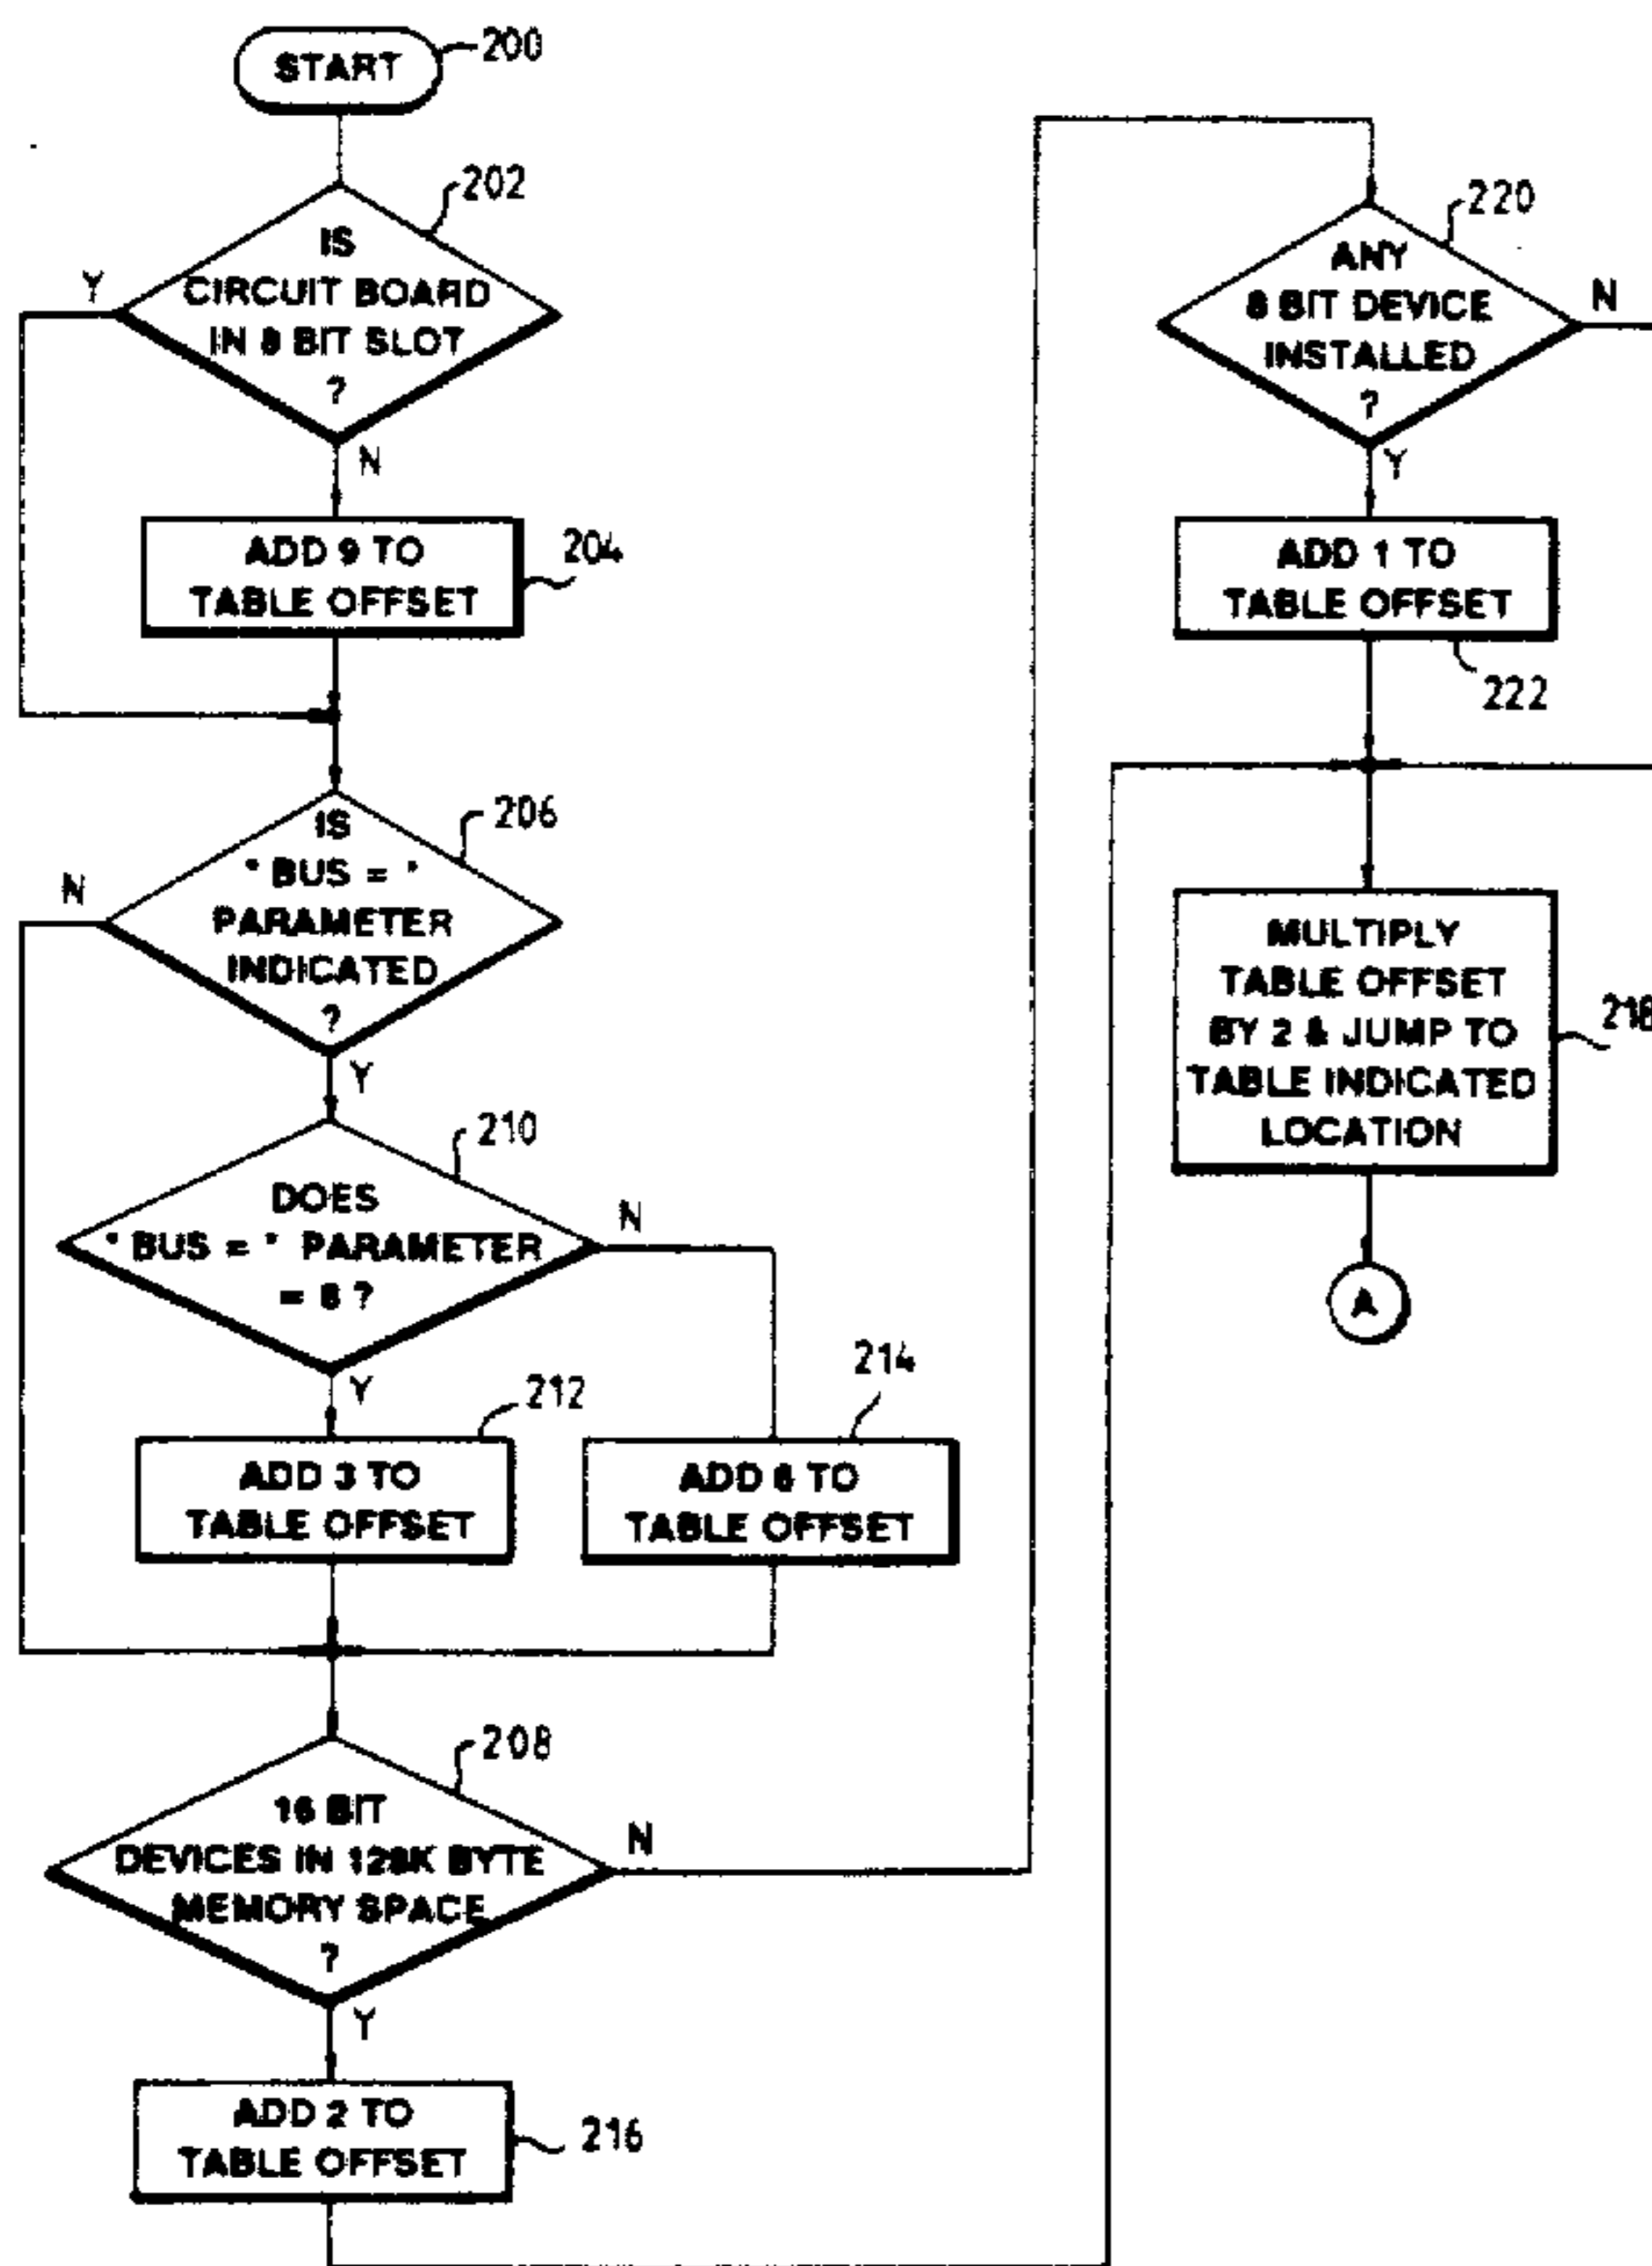 START
200
202
IS
CIRCUIT BOARD
IN 8 BIT SLOT
?
Y
N
ADD 9 TO
TABLE OFFSET
204
206
IS
" BUS = "
PARAMETER
INDICATED
?
N
Y
210
DOES
" BUS = " PARAMETER
= 8 ?
N
Y
212
ADD 3 TO
TABLE OFFSET
214
ADD 6 TO
TABLE OFFSET
208
16 BIT
DEVICES IN 128K BYTE
MEMORY SPACE
?
N
Y
ADD 2 TO
TABLE OFFSET
216
220
ANY
8 BIT DEVICE
INSTALLED
?
N
Y
ADD 1 TO
TABLE OFFSET
222
MULTIPLY
TABLE OFFSET
BY 2 & JUMP TO
TABLE INDICATED
LOCATION
218
A